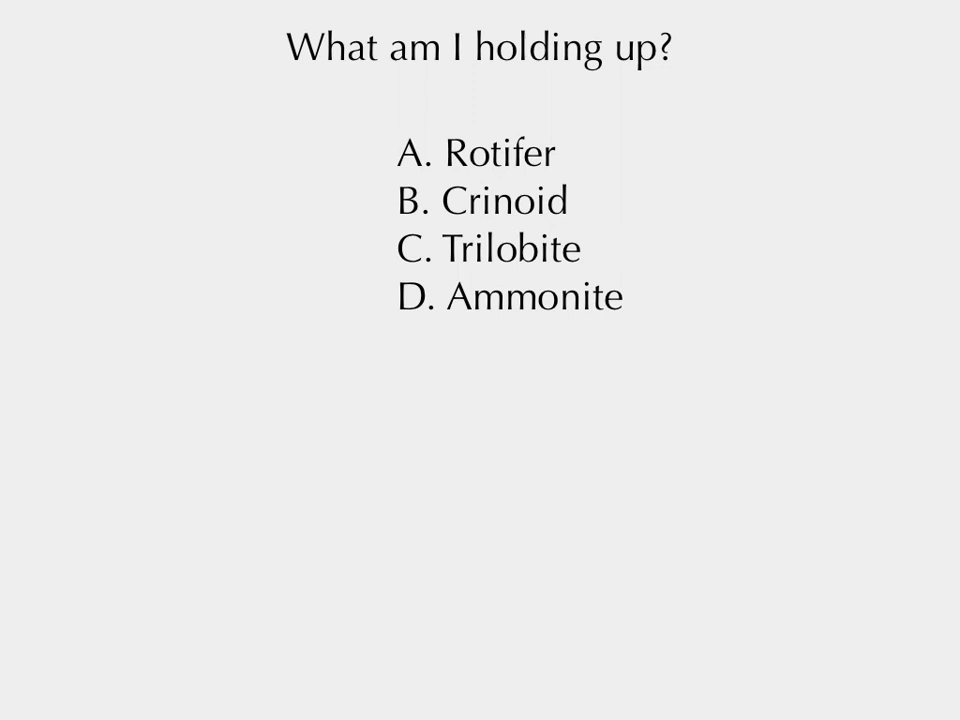 What am I holding up?
A. Rotifer
B. Crinoid
C. Trilobite
D. Ammonite